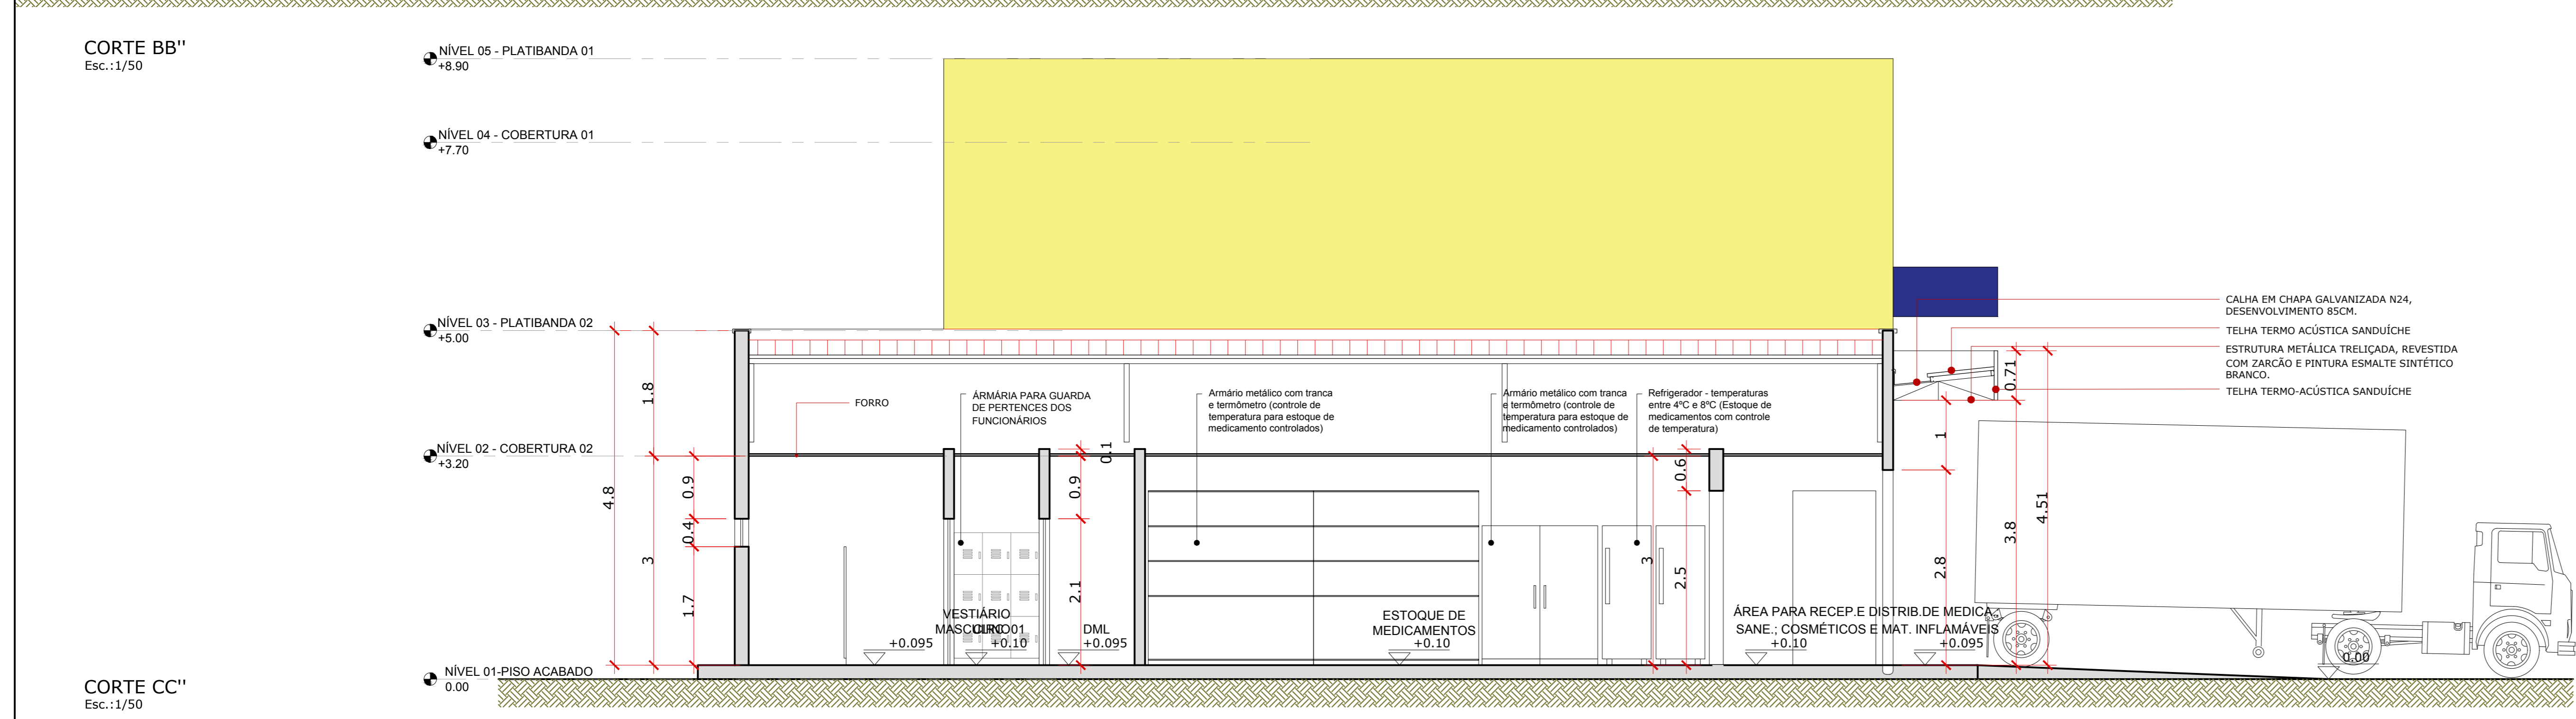 CORTE BB''
Esc.:1/50
NÍVEL 05 - PLATIBANDA 01
+8.90
NÍVEL 04 - COBERTURA 01
+7.70
NÍVEL 03 - PLATIBANDA 02
+5.00
NÍVEL 02 - COBERTURA 02
+3.20
NÍVEL 01-PISO ACABADO
0.00
CORTE CC''
Esc.:1/50
4.8
1.8
3
0.9
0.4
1.7
FORRO
ÁRMÁRIA PARA GUARDA
DE PERTENCES DOS
FUNCIONÁRIOS
0.1
0.9
2.1
Armário metálico com tranca
e termômetro (controle de
temperatura para estoque de
medicamento controlados)
Armário metálico com tranca
e termômetro (controle de
temperatura para estoque de
medicamento controlados)
Refrigerador - temperaturas
entre 4ºC e 8ºC (Estoque de
medicamentos com controle
de temperatura)
3
0.6
2.5
1
2.8
0.71
3.8
4.51
CALHA EM CHAPA GALVANIZADA N24,
DESENVOLVIMENTO 85CM.
TELHA TERMO ACÚSTICA SANDUÍCHE
ESTRUTURA METÁLICA TRELIÇADA, REVESTIDA
COM ZARCÃO E PINTURA ESMALTE SINTÉTICO
BRANCO.
TELHA TERMO-ACÚSTICA SANDUÍCHE
+0.095
VESTIÁRIO
MASCULINO
01
+0.10
DML
+0.095
ESTOQUE DE
MEDICAMENTOS
+0.10
ÁREA PARA RECEP.E DISTRIB.DE MEDICA.
SANE.; COSMÉTICOS E MAT. INFLAMÁVEIS
+0.10
+0.095
0.00